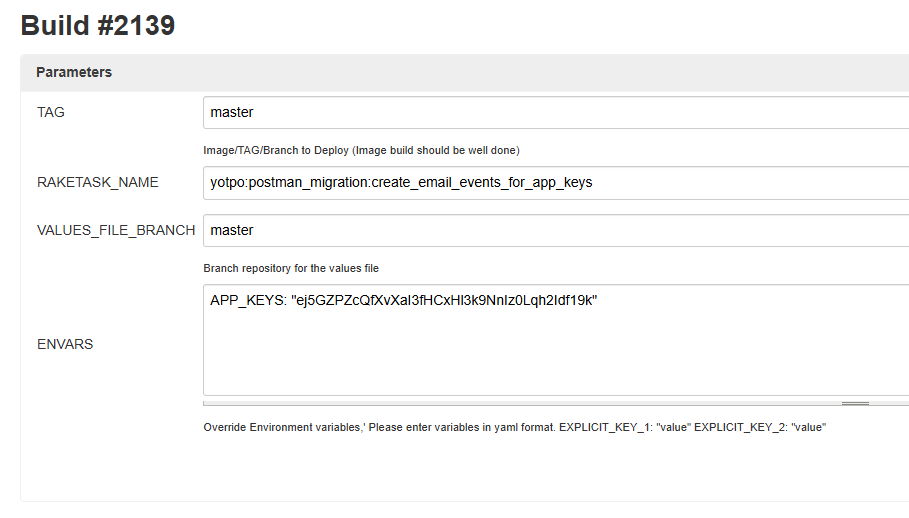 Build #2139
Parameters
TAG
master
Image/TAG/Branch to Deploy (Image build should be well done)
RAKETASK_NAME
yotpo:postman_migration:create_email_events_for_app_keys
VALUES_FILE_BRANCH
master
Branch repository for the values file
ENVARS
APP_KEYS: "ej5GZPZcQfXvXaI3fHCxHl3k9NnIz0Lqh2Idf19k"
Override Environment variables,' Please enter variables in yaml format. EXPLICIT_KEY_1: "value" EXPLICIT_KEY_2: "value"